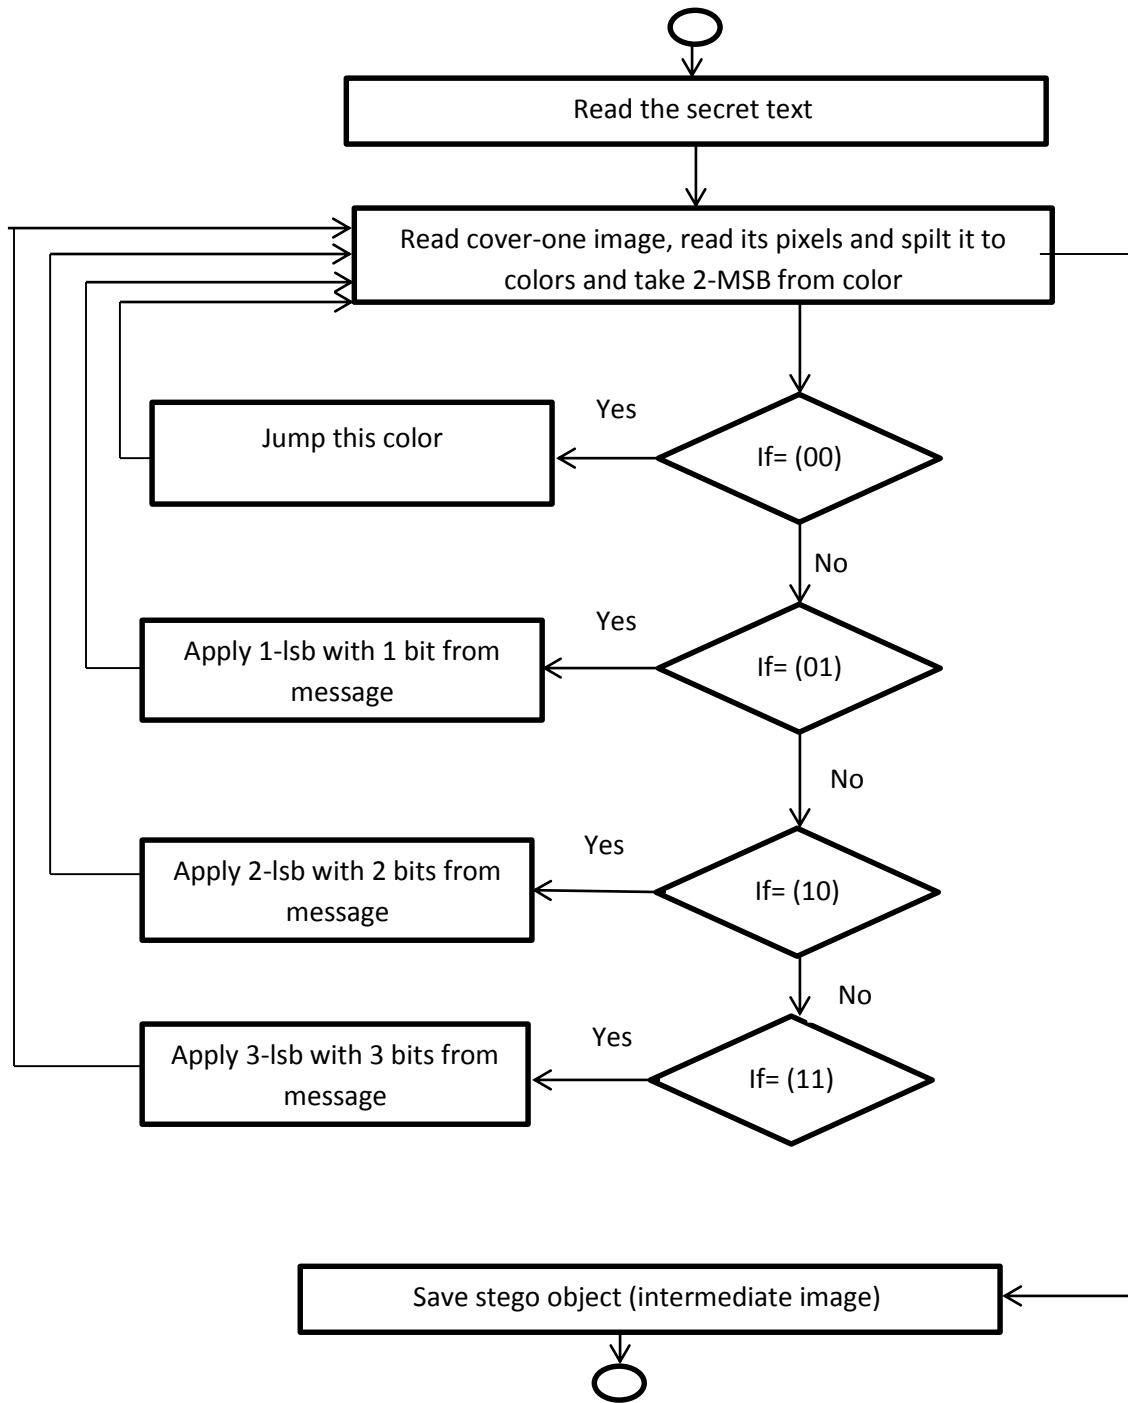 Read the secret text
Read cover-one image, read its pixels and spilt it to
colors and take 2-MSB from color
Yes
Jump this color
If= (00)
No
Yes
Apply 1-lsb with 1 bit from
message
If= (01)
No
Yes
Apply 2-lsb with 2 bits from
message
If= (10)
No
Yes
Apply 3-lsb with 3 bits from
message
If= (11)
Save stego object (intermediate image)